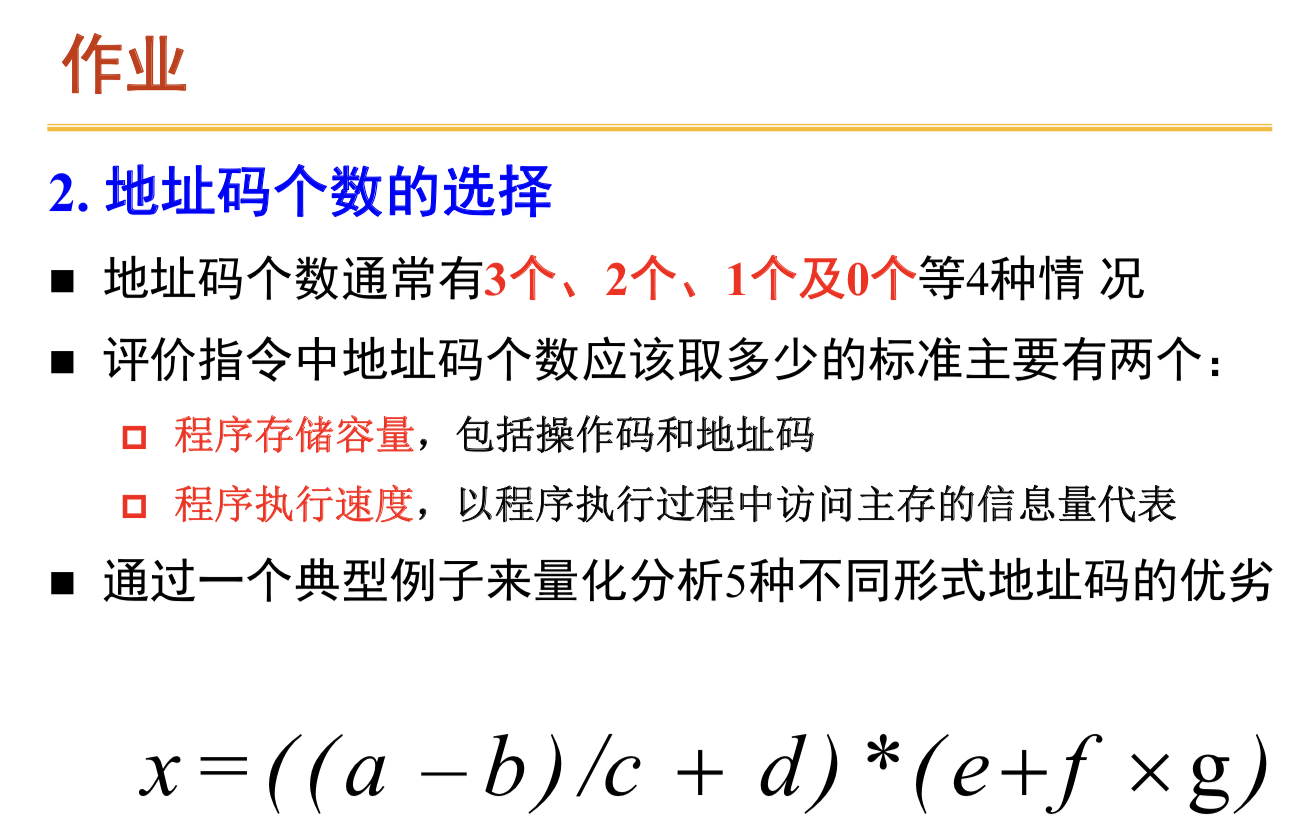 作业
2. 地址码个数的选择
■ 地址码个数通常有3个、2个、1个及0个等4种情 况
■ 评价指令中地址码个数应该取多少的标准主要有两个：
□ 程序存储容量，包括操作码和地址码
□ 程序执行速度，以程序执行过程中访问主存的信息量代表
■ 通过一个典型例子来量化分析5种不同形式地址码的优劣
x=((a –b)/c + d)*(e+f ×g)